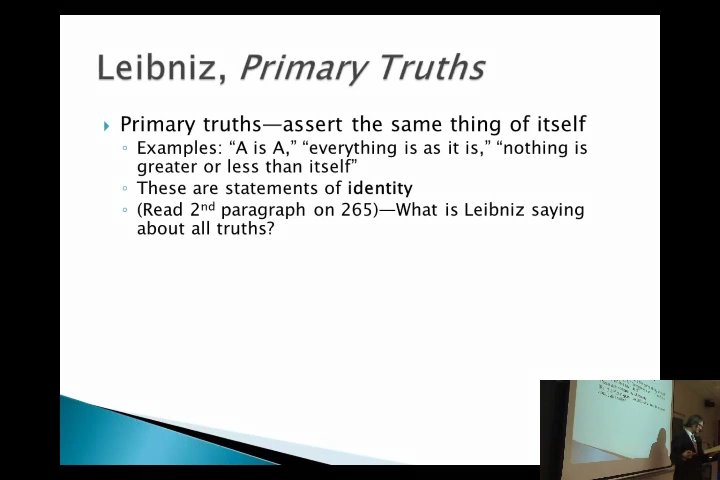 Leibniz, Primary Truths
Primary truths—assert the same thing of itself
Examples: “A is A,” “everything is as it is,” “nothing is
greater or less than itself”
These are statements of identity
(Read 2nd paragraph on 265)—What is Leibniz saying
about all truths?